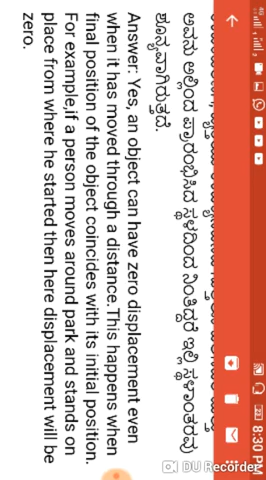 8:30 PM
ಅವನು ಅಲ್ಲಿಂದ ಪ್ರಾರಂಭಿಸಿದ ಸ್ಥಳದಿಂದ ನಿಂತಿದ್ದರೆ ಇಲ್ಲಿ ಸ್ಥಳಾಂತರವು
ಶೂನ್ಯವಾಗಿರುತ್ತದೆ.
Answer: Yes, an object can have zero displacement even
when it has moved through a distance.This happens when
final position of the object coincides with its initial position.
For example,if a person moves around park and stands on
place from where he started then here displacement will be
zero.
DU Recorder